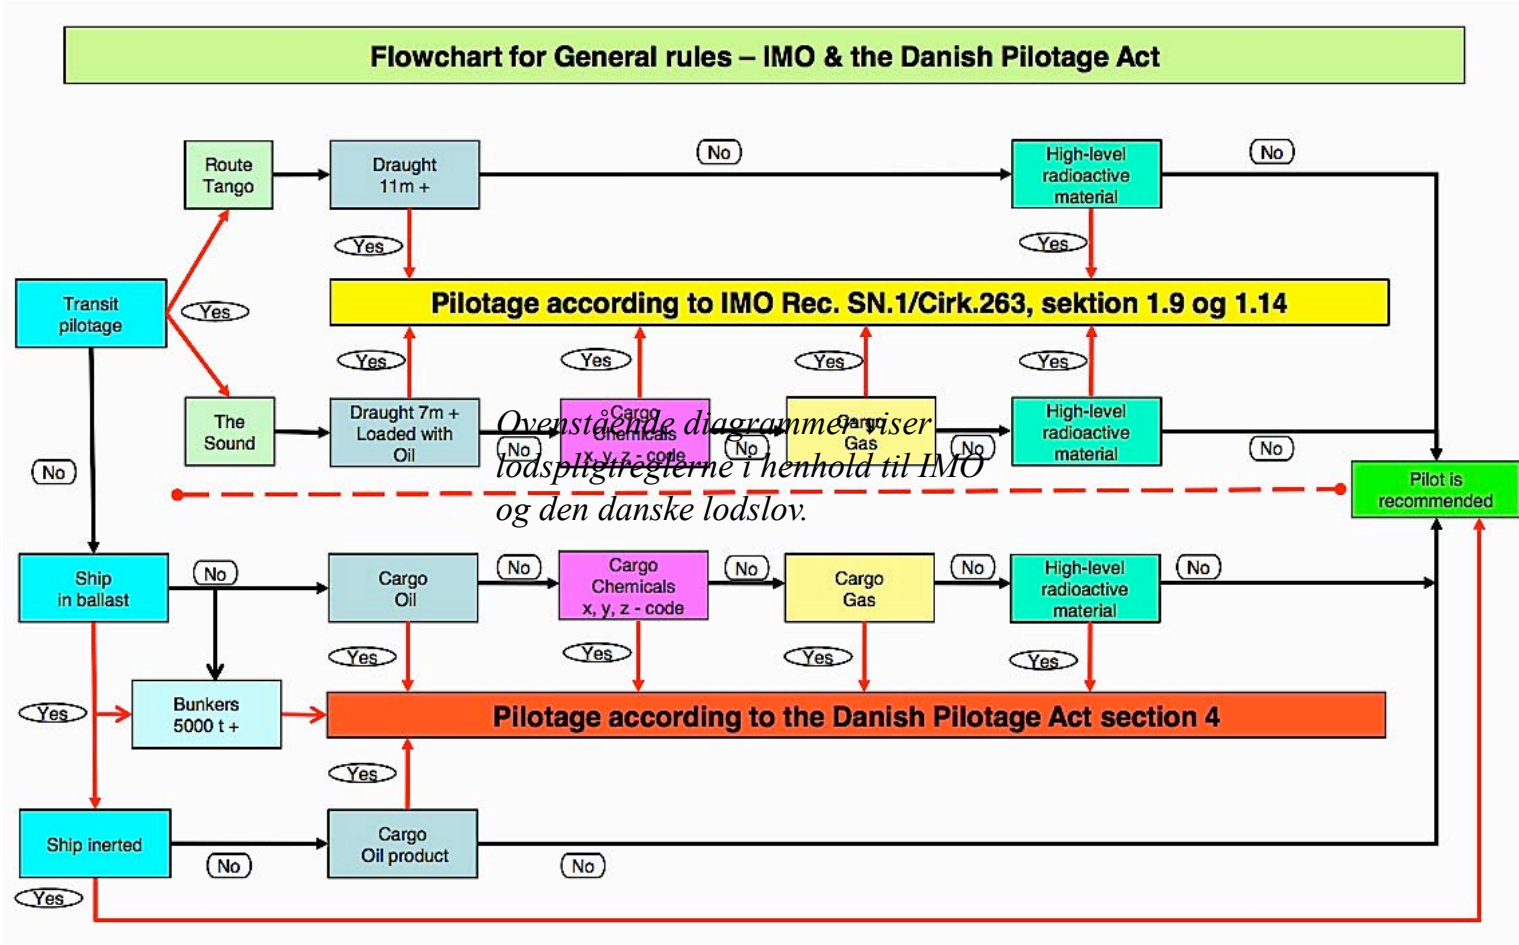 Flowchart for General rules – IMO & the Danish Pilotage Act
Route
Tango
Draught
11m +
No
High-level
radioactive
material
No
Yes
Yes
Transit
pilotage
Yes
Pilotage according to IMO Rec. SN.1/Cirk.263, sektion 1.9 og 1.14
Yes
Yes
Yes
Yes
The
Sound
Draught 7m +
Loaded with
Oil
No
Cargo
Chemicals
x, y, z - code
No
Cargo
Gas
No
High-level
radioactive
material
No
Ovenstående diagrammer viser
lodspligtreglerne i henhold til IMO
og den danske lodslov.
No
Pilot is
recommended
Ship
in ballast
No
Cargo
Oil
No
Cargo
Chemicals
x, y, z - code
No
Cargo
Gas
No
High-level
radioactive
material
No
Yes
Yes
Yes
Yes
Yes
Bunkers
5000 t +
Pilotage according to the Danish Pilotage Act section 4
Yes
Ship inerted
No
Cargo
Oil product
No
Yes